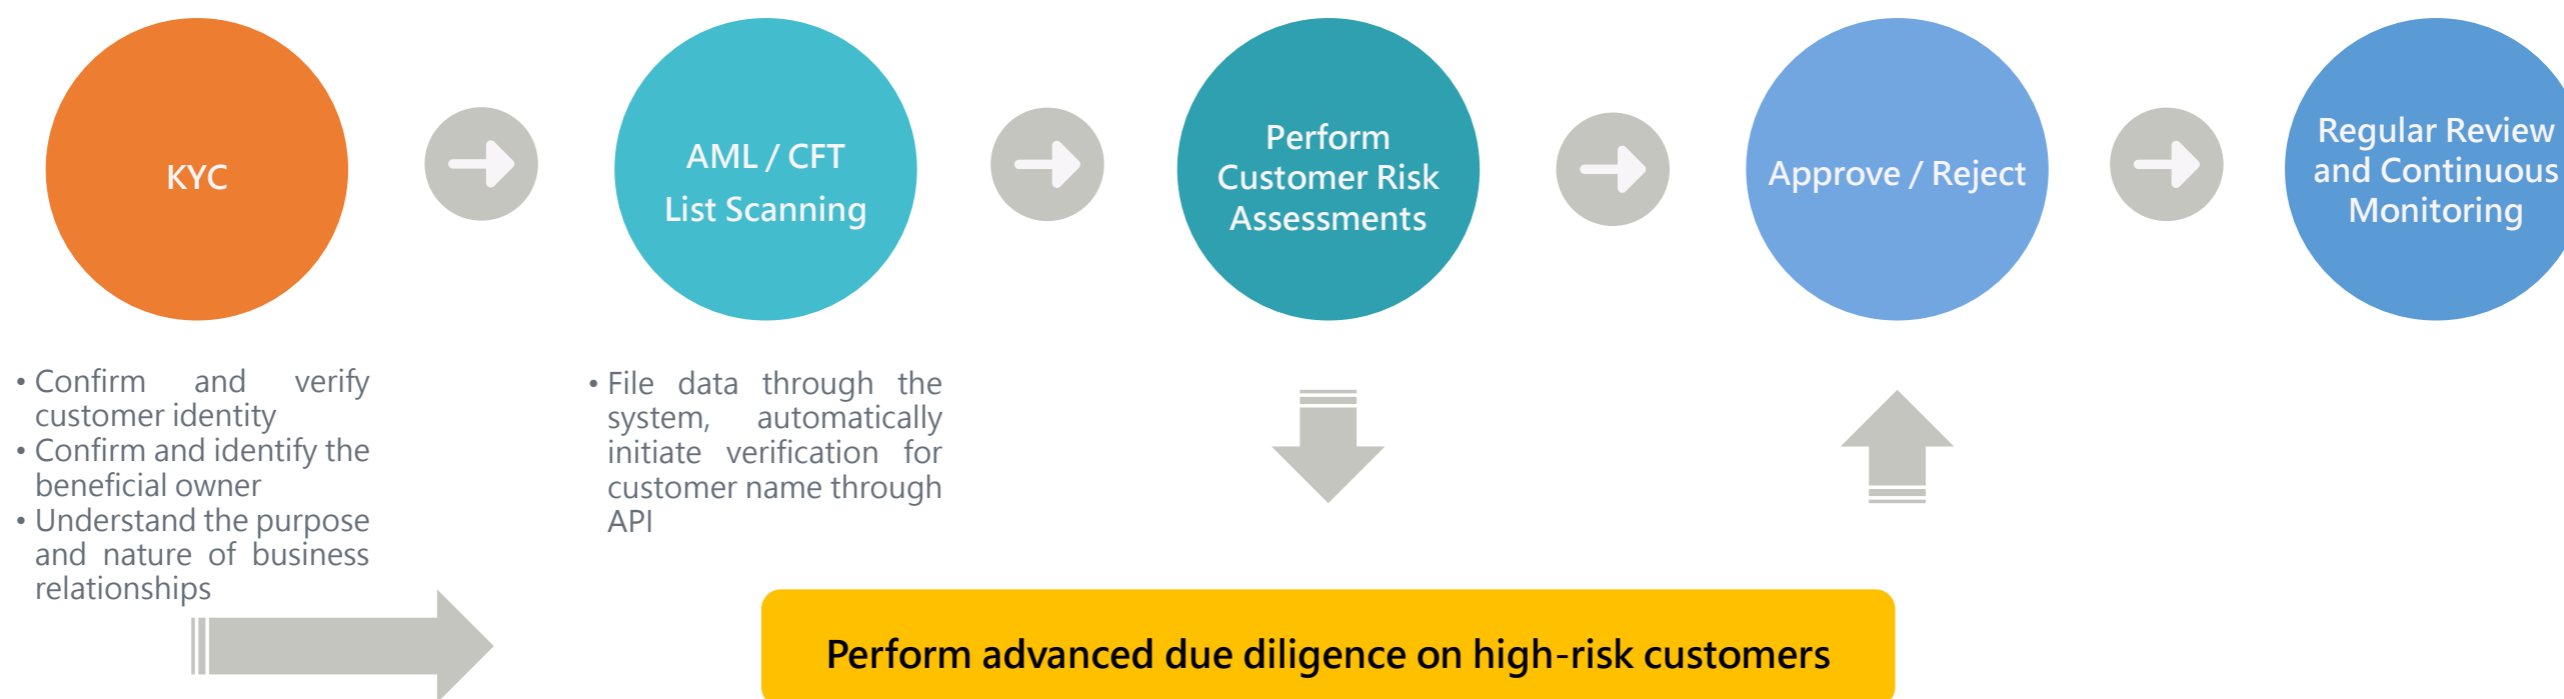 KYC
AML / CFT
List Scanning
Perform
Customer Risk
Assessments
Approve / Reject
Regular Review
and Continuous
Monitoring
• Confirm and verify
customer identity
• Confirm and identify the
beneficial owner
• Understand the purpose
and nature of business
relationships
• File data through the
system, automatically
initiate verification for
customer name through
API
Perform advanced due diligence on high-risk customers